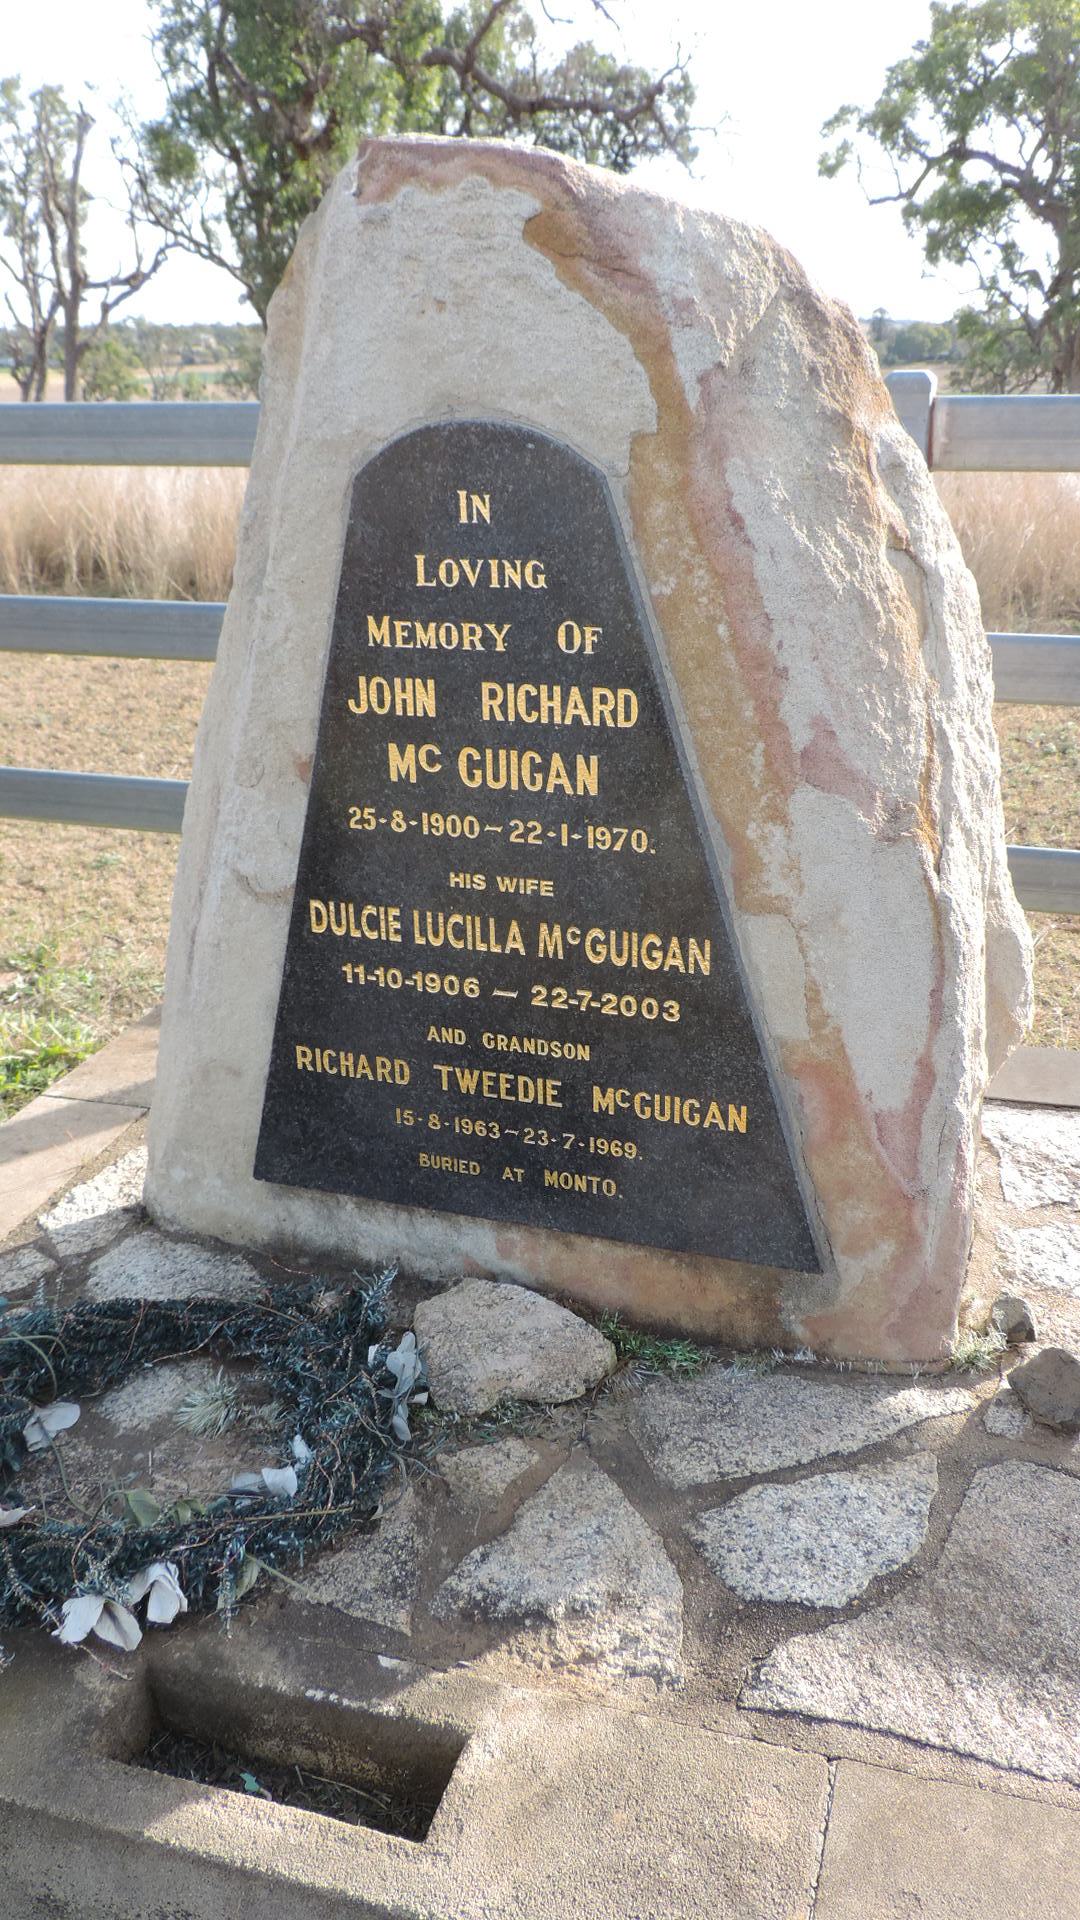 IN
LOVING
MEMORY OF
JOHN RICHARD
Mc GUIGAN
25-8-1900 - 22-1-1970.
HIS WIFE
DULCIE LUCILLA McGUIGAN
11-10-1906 - 22-7-2003
AND GRANDSON
RICHARD TWEEDIE McGUIGAN
15-8-1963 - 23-7-1969.
BURIED AT MONTO.